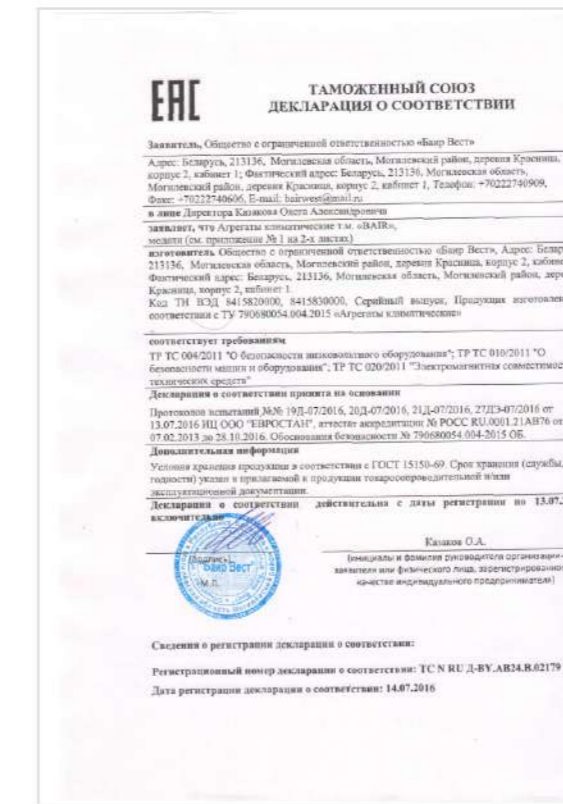 ЕАС
ТАМОЖЕННЫЙ СОЮЗ
ДЕКЛАРАЦИЯ О СООТВЕТСТВИИ
Заявитель, Общество с ограниченной ответственностью «Баир Вест»
Адрес: Беларусь, 213136, Могилевская область, Могилевский район, деревня Красница,
корпус 2, кабинет 1; Фактический адрес: Беларусь, 213136, Могилевская область,
Могилевский район, деревня Красница, корпус 2, кабинет 1, Телефон: +70222740909,
Факс: +70222740606, E-mail: bairwest@mail.ru
в лице Директора Казакова Олега Александровича
заявляет, что Агрегаты климатические т.м. «BAIR»,
модели (см. приложение № 1 на 2-х листах)
изготовитель Общество с ограниченной ответственностью «Баир Вест», Адрес:
213136, Могилевская область, Могилевский район, деревня Красница, корпус 2,
Фактический адрес: Беларусь, 213136, Могилевская область, Могилевский район,
Красница, корпус 2, кабинет 1
Код ТН ВЭД 8415820000, 8415830000, Серийный выпуск, Продукция
соответствии с ТУ 790680054.004.2015 «Агрегаты климатические»
соответствует требованиям
ТР ТС 004/2011 "О безопасности низковольтного оборудования"; ТР ТС 010/2011 "О
безопасности машин и оборудования"; ТР ТС 020/2011 "Электромагнитная
технических средств"
Декларация о соответствии принята на основании
Протоколов испытаний №№ 19Д-07/2016, 20Д-07/2016, 21Д-07/2016, 27ДЭ-07/2016 от
13.07.2016 ИЦ ООО "ЕВРОСТАН", аттестат аккредитации № РОСС RU.0001.21АВ76 от
07.02.2013 до 28.10.2016. Обоснования безопасности № 790680054.004-2015 ОБ.
Дополнительная информация
Условия хранения продукции в соответствии с ГОСТ 15150-69. Срок хранения (службы,
годности) указан в прилагаемой к продукции товаросопроводительной и/или
эксплуатационной документации.
Декларация о соответствии действительна с даты регистрации по 13.07.
включительно
(подпись)
"Баир Вест"
М.П.
Казаков О.А.
(инициалы и фамилия руководителя организации-
заявителя или физического лица,
качестве индивидуального предпринимателя)
Сведения о регистрации декларации о соответствии:
Регистрационный номер декларации о соответствии: ТС N RU Д-BY.АВ24.В.02179
Дата регистрации декларации о соответствии: 14.07.2016